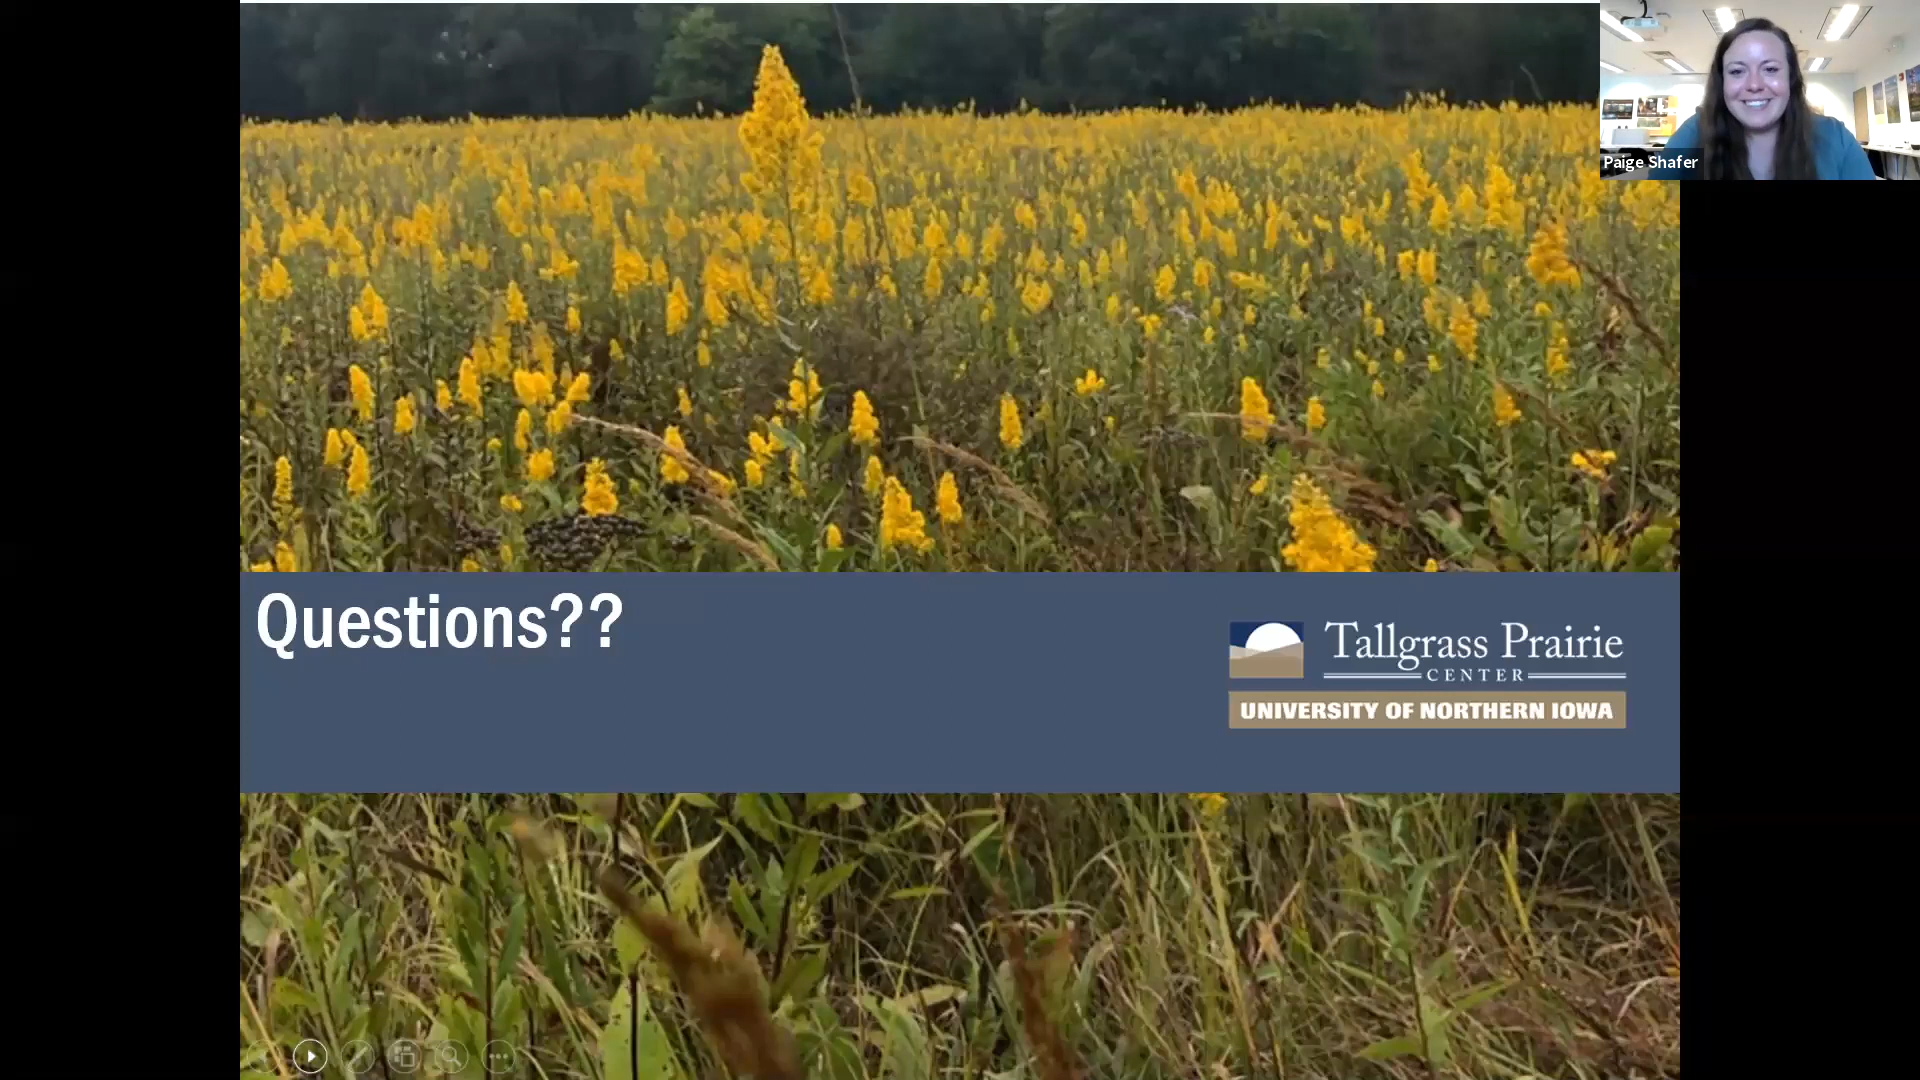 Paige Shafer
Questions??
Tallgrass Prairie
CENTER
UNIVERSITY OF NORTHERN IOWA